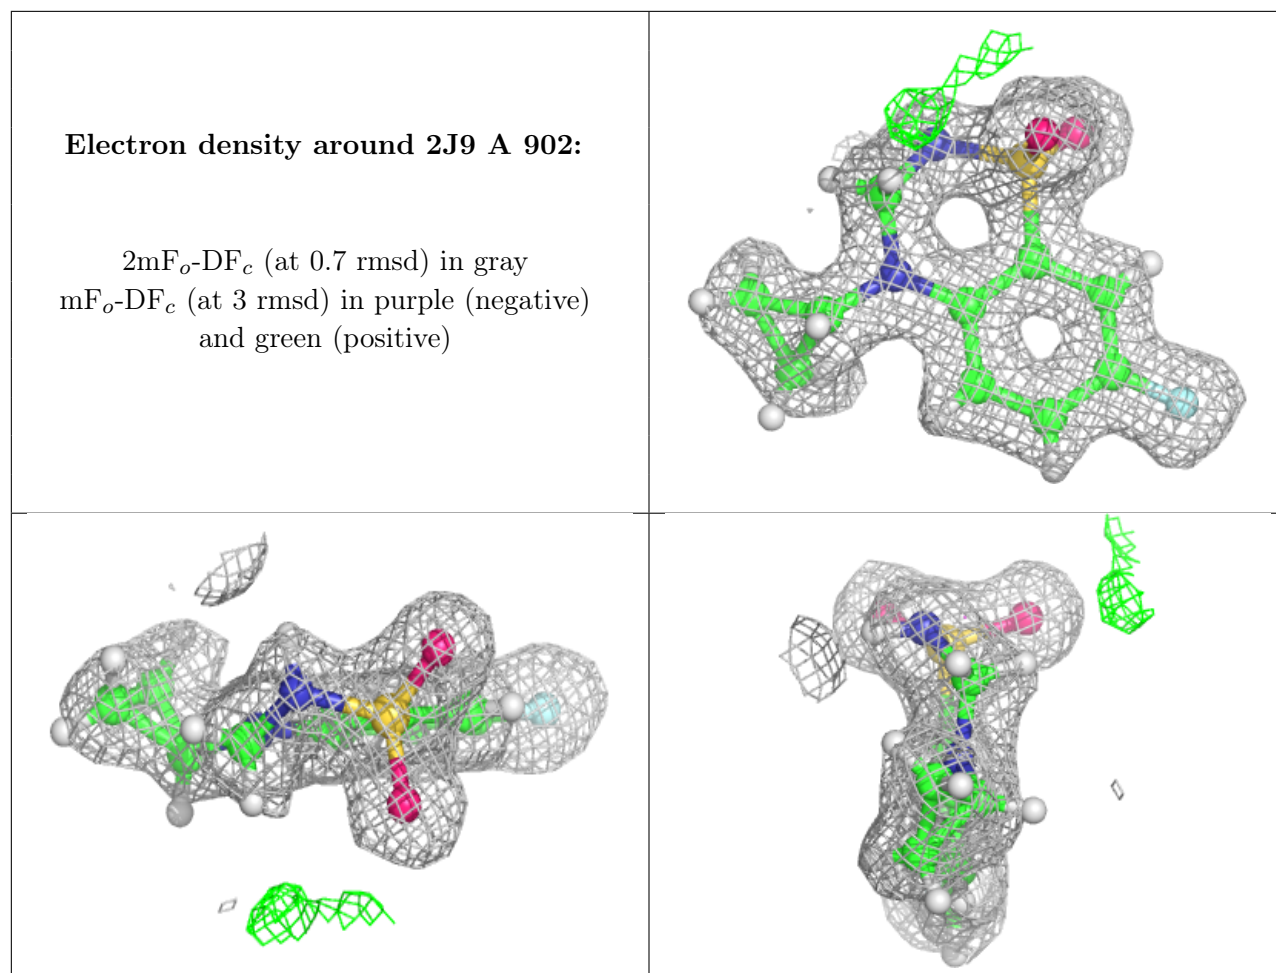 Electron density around 2J9 A 902:
2mFo-DFc (at 0.7 rmsd) in gray
mFo-DFc (at 3 rmsd) in purple (negative)
and green (positive)